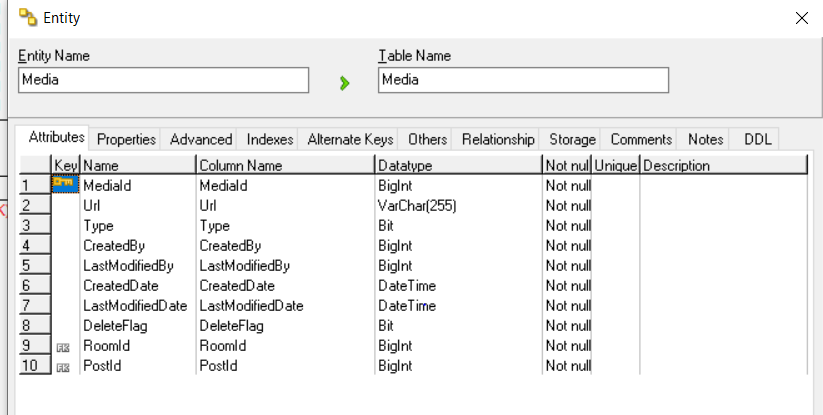 Entity
Entity Name
Table Name
Media
Media
Attributes Properties Advanced Indexes Alternate Keys Others Relationship Storage Comments Notes DDL
Key Name Column Name Datatype Not nul Unique Description
1 MediaId MediaId BigInt Not null
2 Url Url VarChar(255) Not null
3 Type Type Bit Not null
4 CreatedBy CreatedBy BigInt Not null
5 LastModifiedBy LastModifiedBy BigInt Not null
6 CreatedDate CreatedDate DateTime Not null
7 LastModifiedDate LastModifiedDate DateTime Not null
8 DeleteFlag DeleteFlag Bit Not null
9 FK RoomId RoomId BigInt Not null
10 FK PostId PostId BigInt Not null